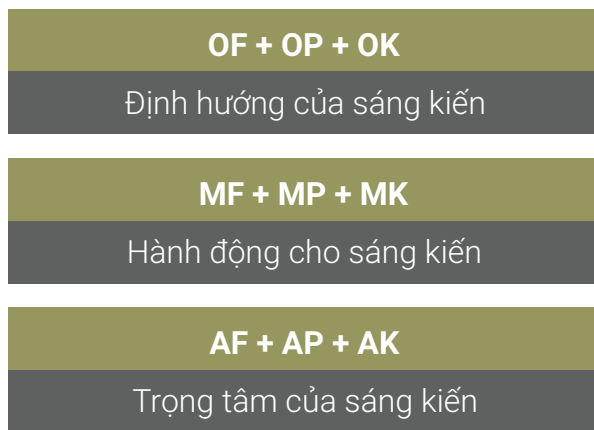 OF + OP + OK
Định hướng của sáng kiến
MF + MP + MK
Hành động cho sáng kiến
AF + AP + AK
Trọng tâm của sáng kiến